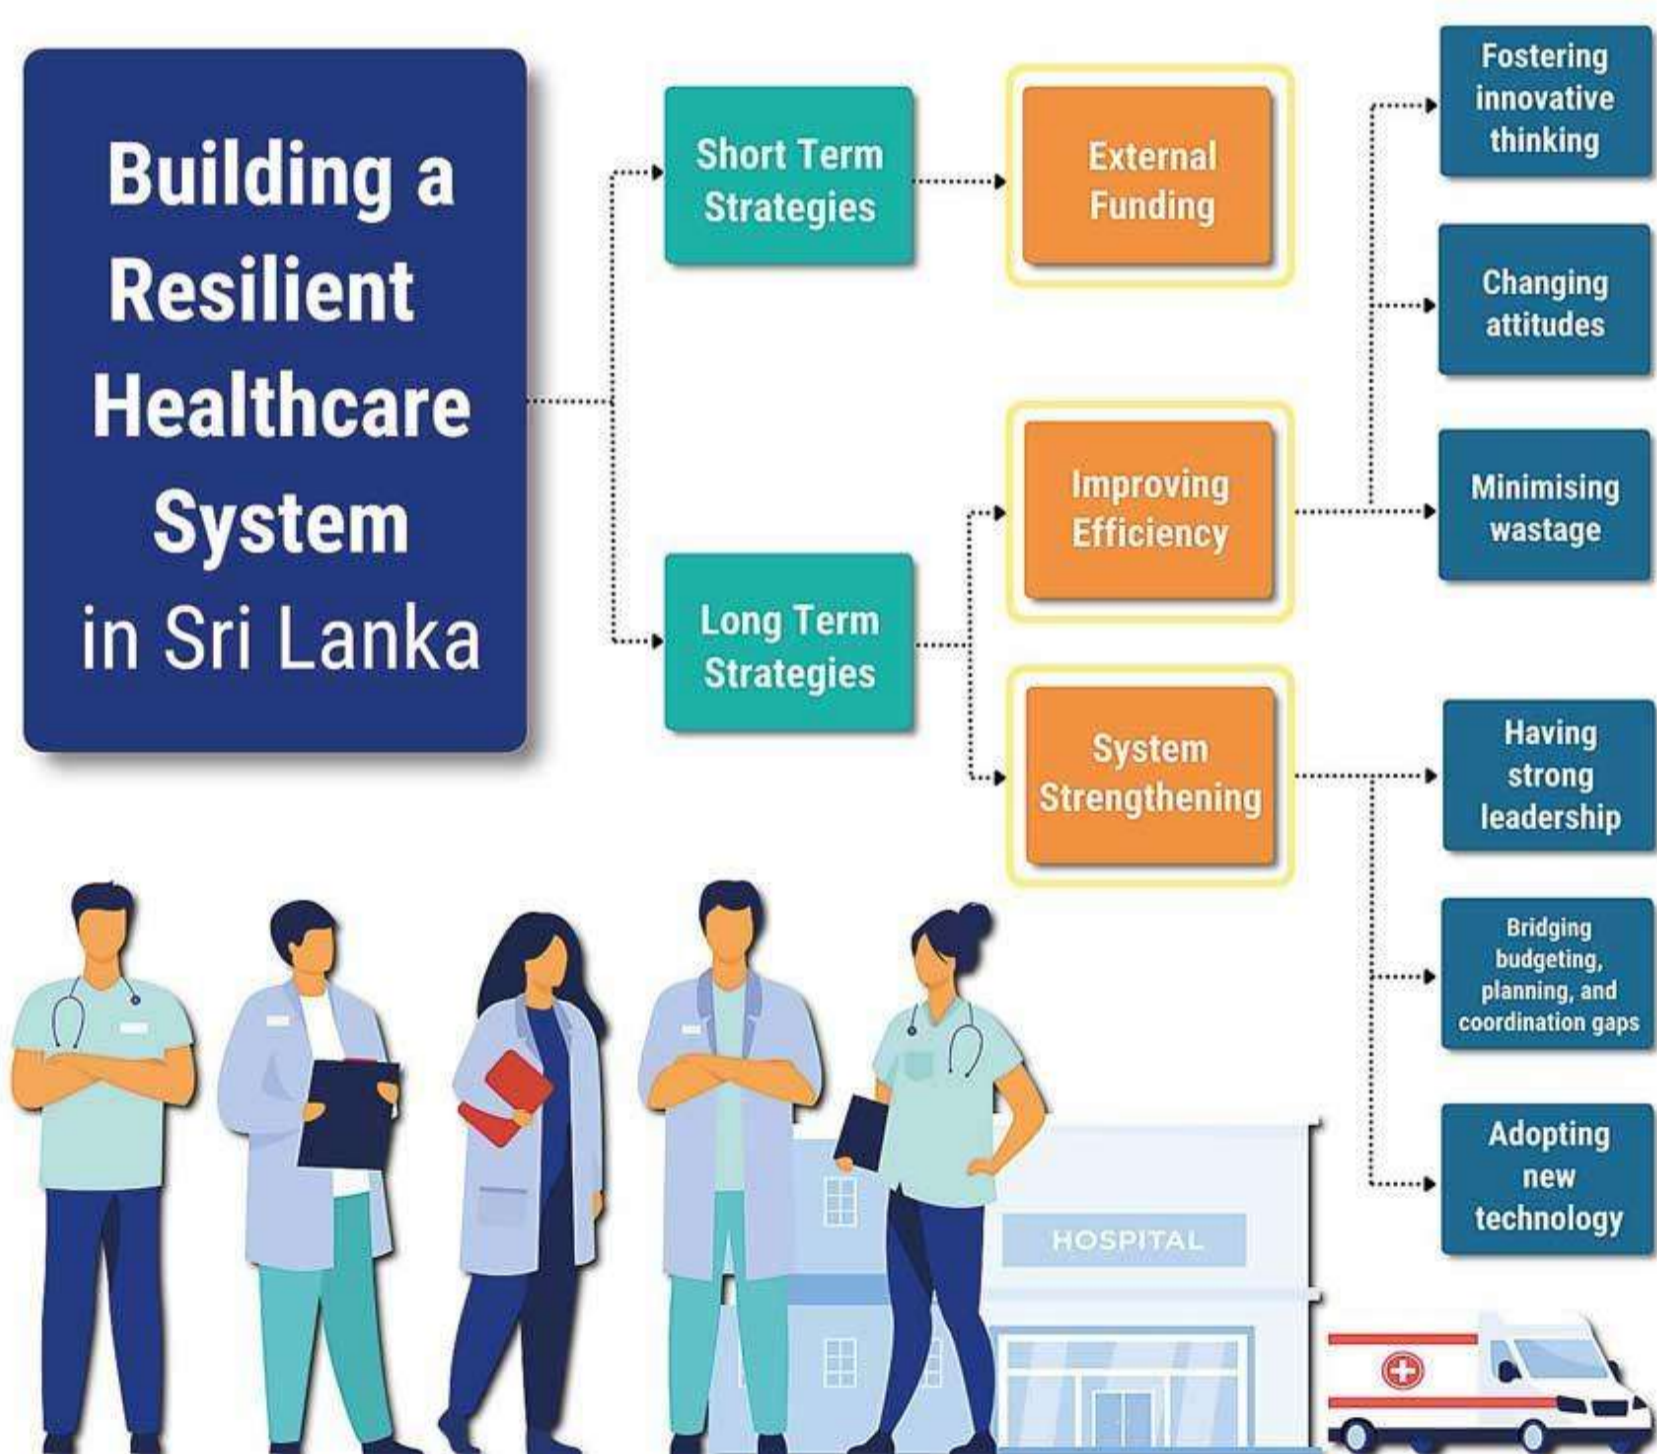 Building a
Resilient
Healthcare
System
in Sri Lanka
Short Term
Strategies
External
Funding
Long Term
Strategies
Improving
Efficiency
Fostering
innovative
thinking
Changing
attitudes
Minimising
wastage
System
Strengthening
Having
strong
leadership
Bridging
budgeting,
planning, and
coordination gaps
Adopting
new
technology
HOSPITAL